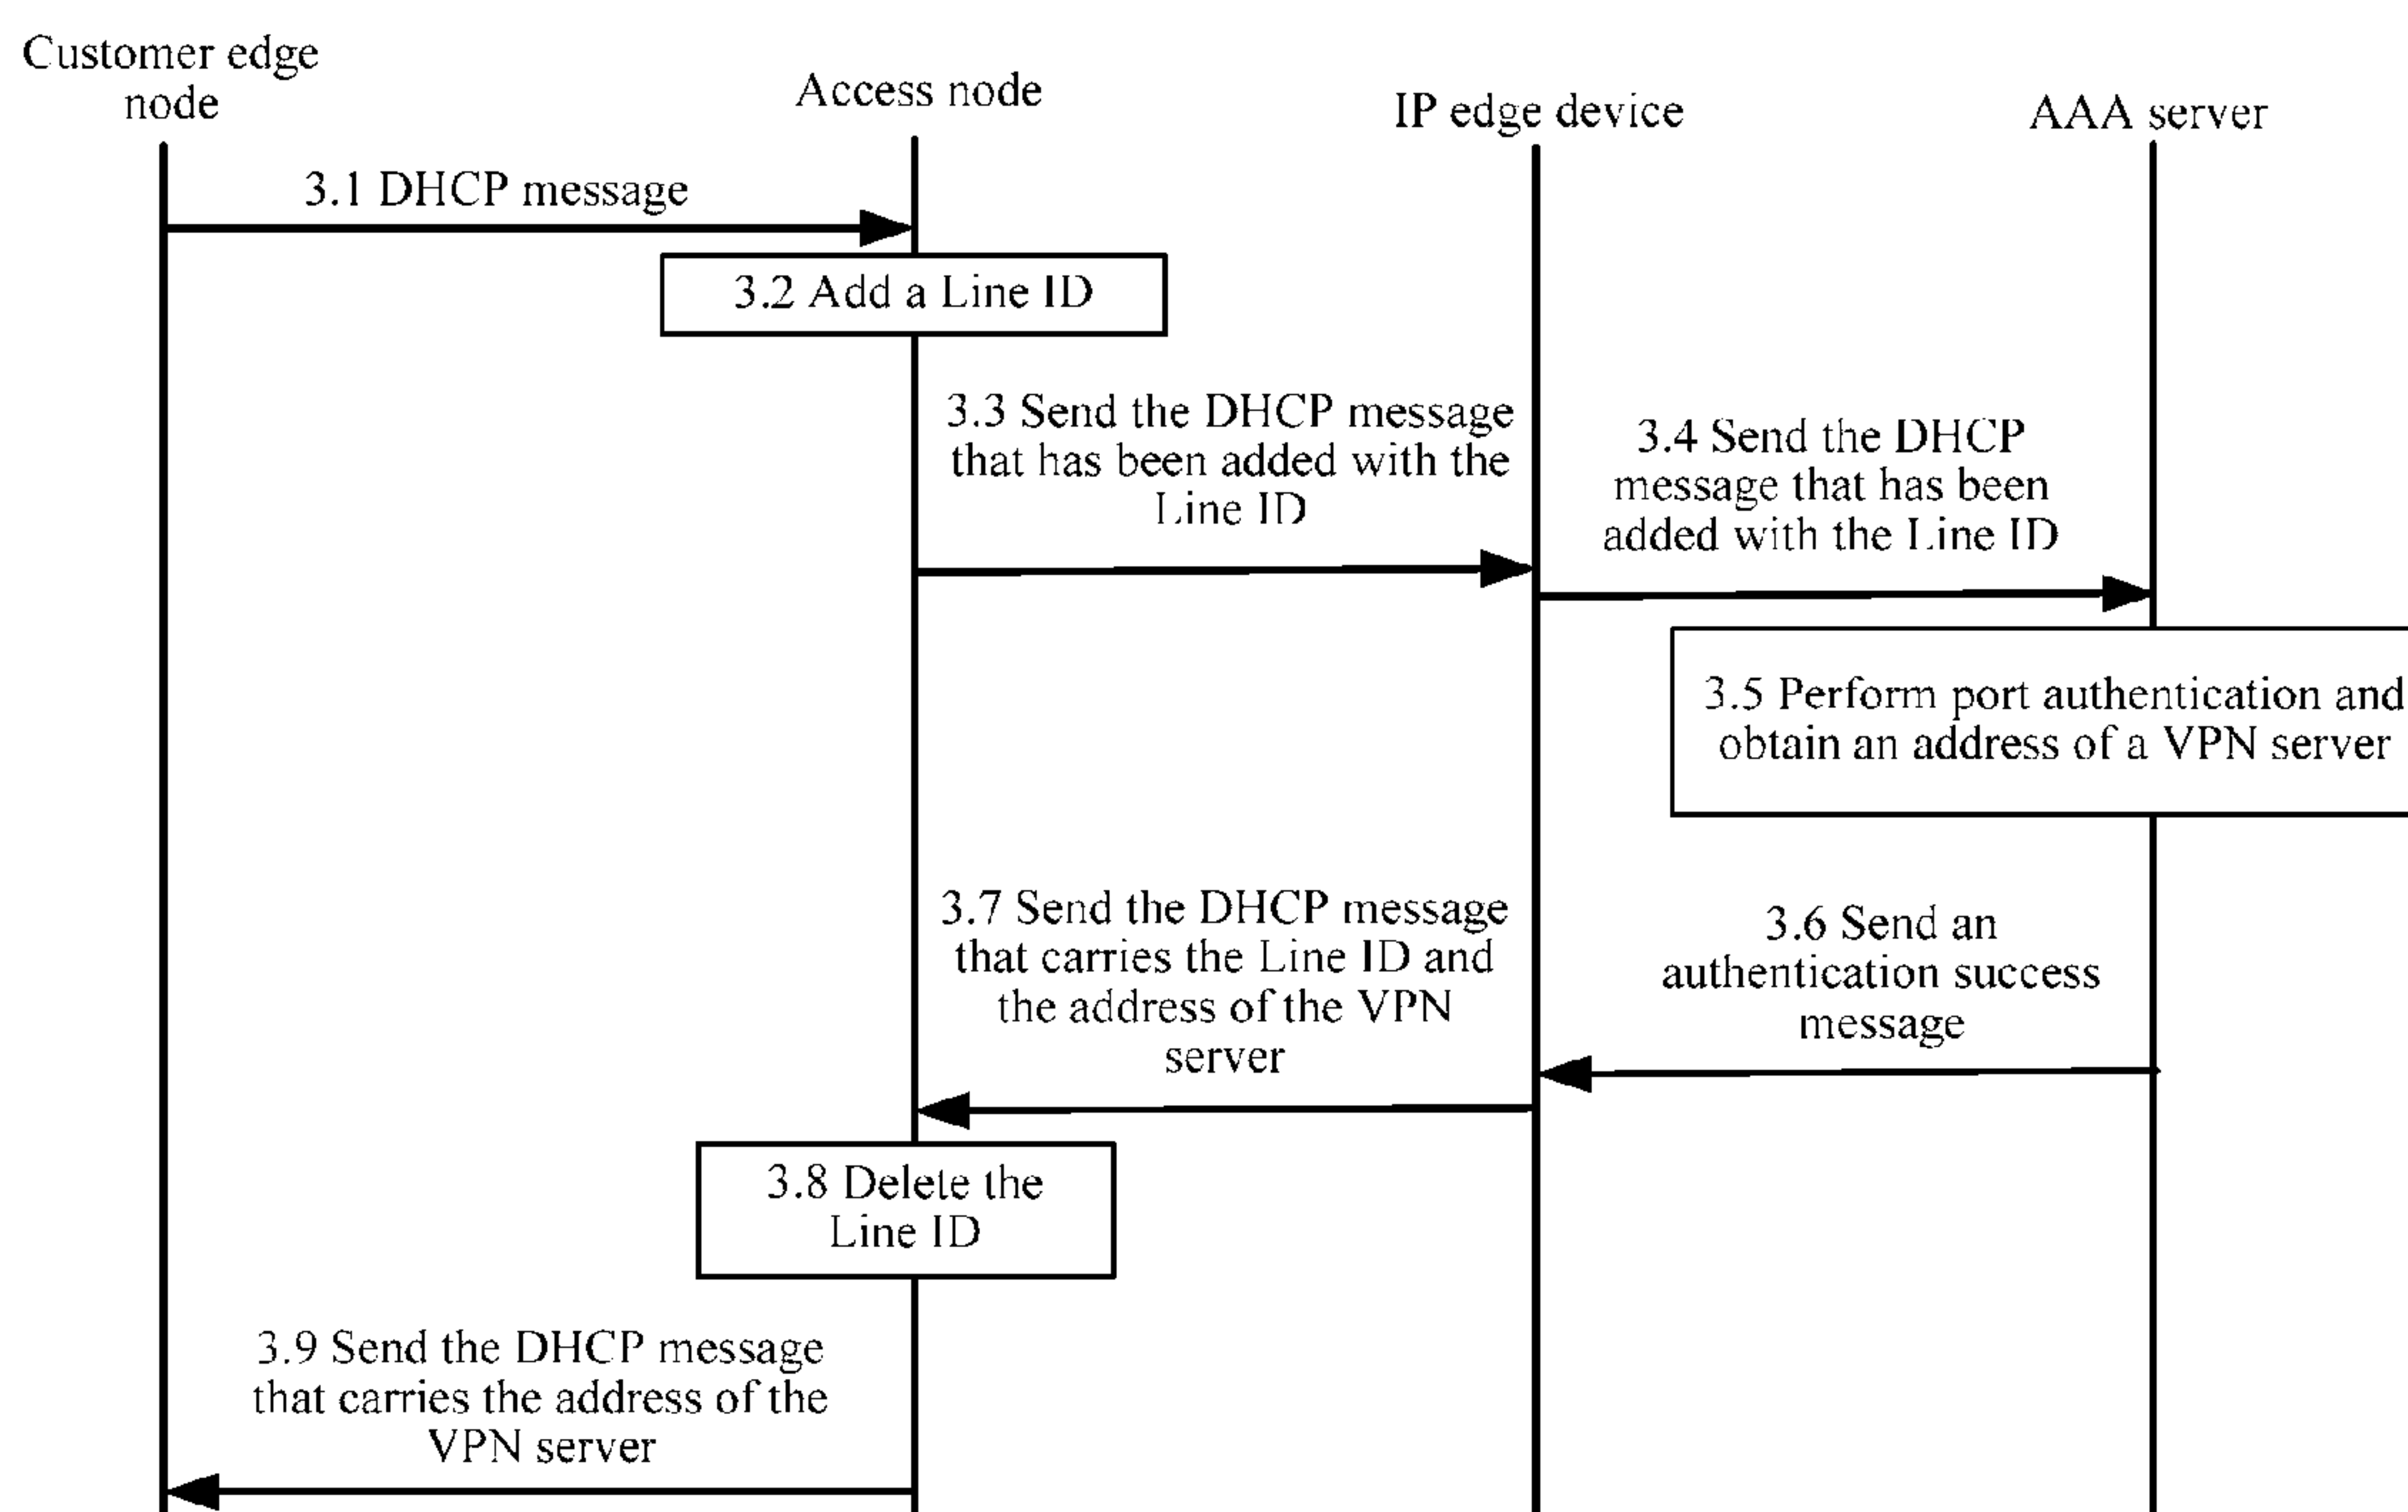 Customer edge
node
Access node
IP edge device
AAA server
3.1 DHCP message
3.2 Add a Line ID
3.3 Send the DHCP message
that has been added with the
Line ID
3.4 Send the DHCP
message that has been
added with the Line ID
3.5 Perform port authentication and
obtain an address of a VPN server
3.6 Send an
authentication success
message
3.7 Send the DHCP message
that carries the Line ID and
the address of the VPN
server
3.8 Delete the
Line ID
3.9 Send the DHCP message
that carries the address of the
VPN server